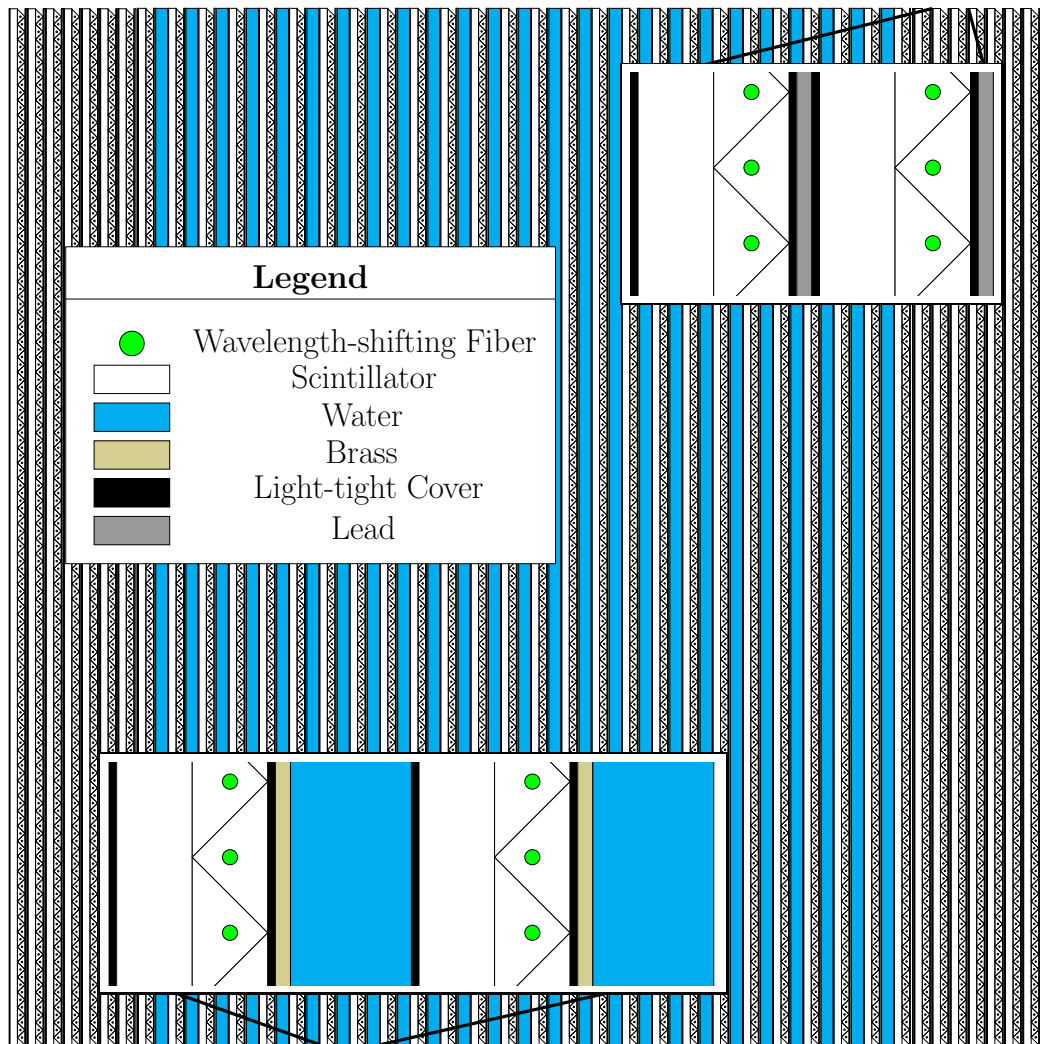 Legend
Wavelength-shifting Fiber
Scintillator
Water
Brass
Light-tight Cover
Lead